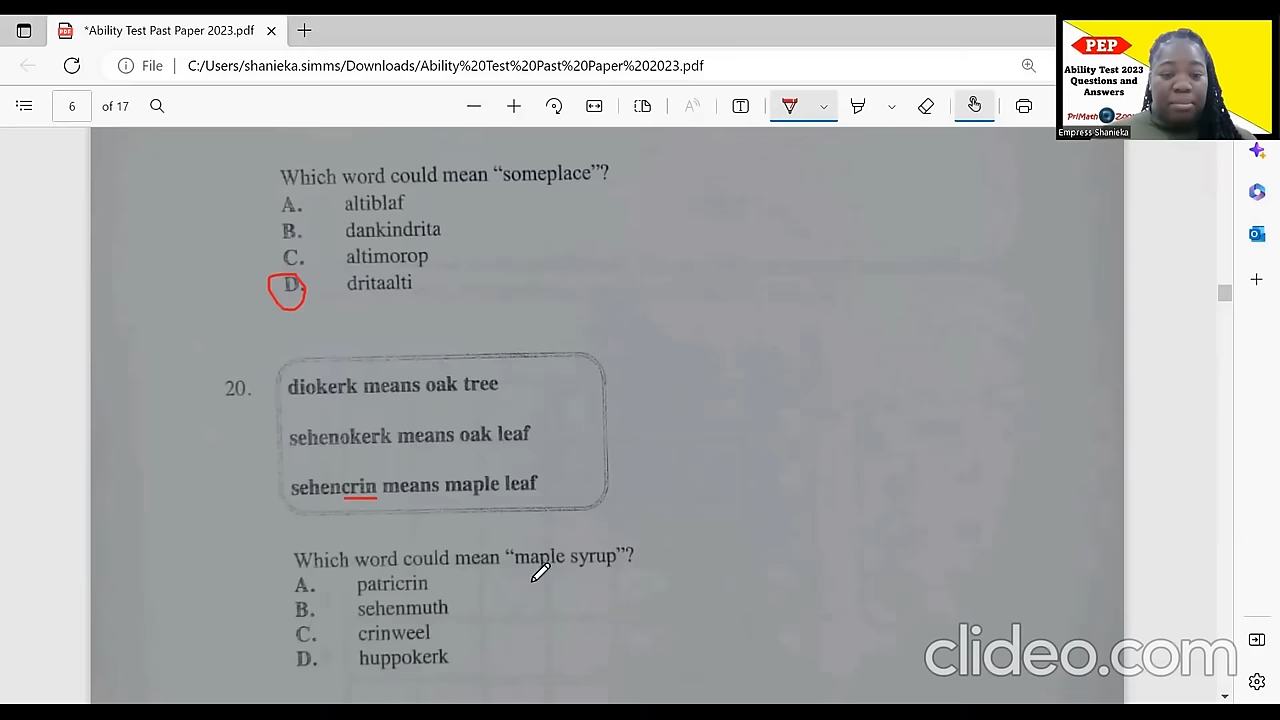 *Ability Test Past Paper 2023.pdf
File C:/Users/shanieka.simms/Downloads/Ability%20Test%20Past%20Paper%202023.pdf
6 of 17
PEP
Ability Test 2023
Questions and
Answers
Empress Shanieka
Which word could mean “someplace”?
A. altiblaf
B. dankindrita
C. altimorop
D. dritaalti
20. diokerk means oak tree
sehenokerk means oak leaf
sehencrin means maple leaf
Which word could mean “maple syrup”?
A. patricrin
B. sehenmuth
C. crinweel
D. huppokerk
clideo.com